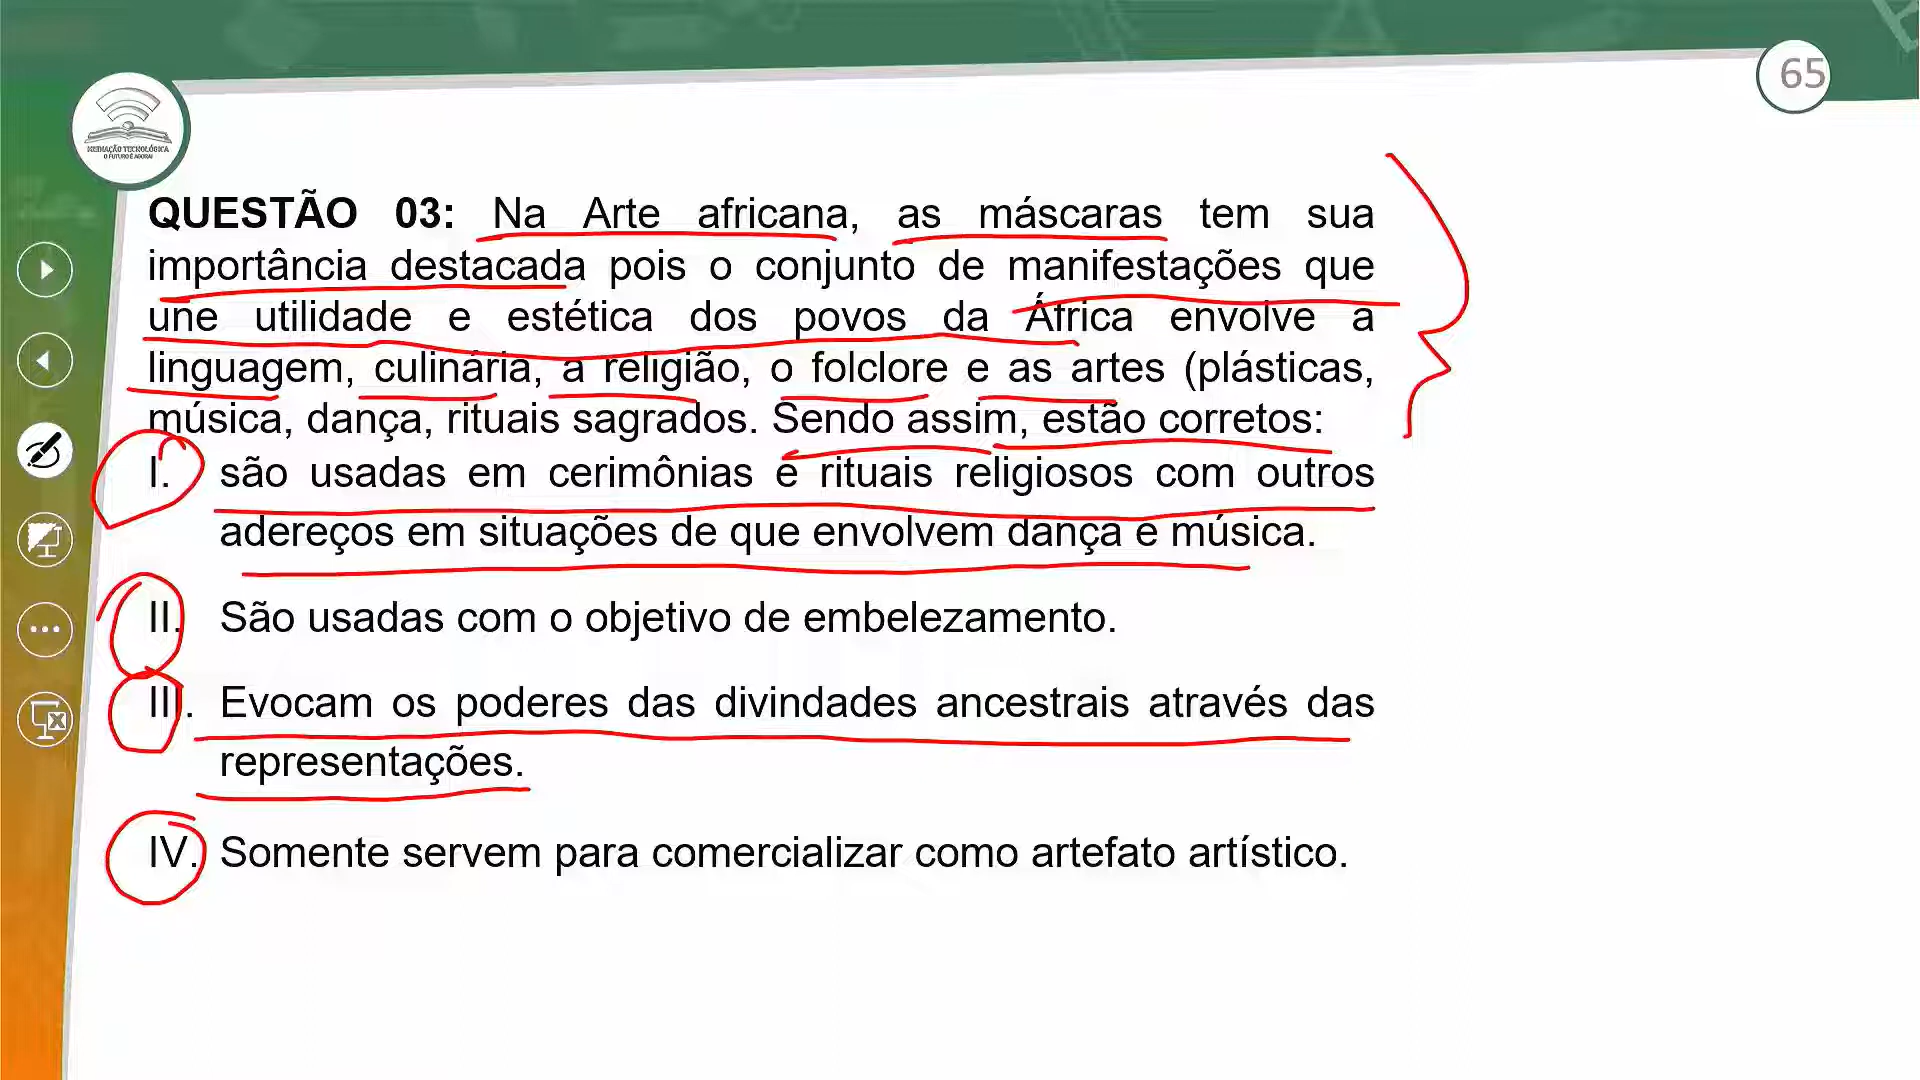 65
MEDIAÇÃO TECNOLÓGICA
O FUTURO É AGORA!
QUESTÃO 03: Na Arte africana, as máscaras tem sua
importância destacada pois o conjunto de manifestações que
une utilidade e estética dos povos da África envolve a
linguagem, culinária, a religião, o folclore e as artes (plásticas,
música, dança, rituais sagrados. Sendo assim, estão corretos:
I. são usadas em cerimônias e rituais religiosos com outros
adereços em situações de que envolvem dança e música.
II. São usadas com o objetivo de embelezamento.
III. Evocam os poderes das divindades ancestrais através das
representações.
IV. Somente servem para comercializar como artefato artístico.